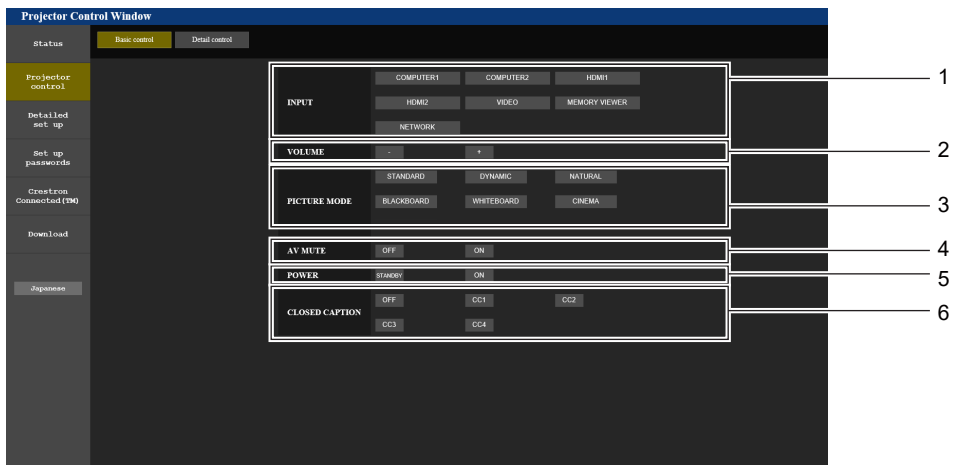 Projector Control Window
Status
Basic control
Detail control
Projector
control
Detailed
set up
Set up
passwords
Crestron
Connected(TM)
Download
Japanese
INPUT
COMPUTER1
COMPUTER2
HDMI1
HDMI2
VIDEO
MEMORY VIEWER
NETWORK
1
VOLUME
-
+
2
PICTURE MODE
STANDARD
DYNAMIC
NATURAL
BLACKBOARD
WHITEBOARD
CINEMA
3
AV MUTE
OFF
ON
4
POWER
STANDBY
ON
5
CLOSED CAPTION
OFF
CC1
CC2
CC3
CC4
6